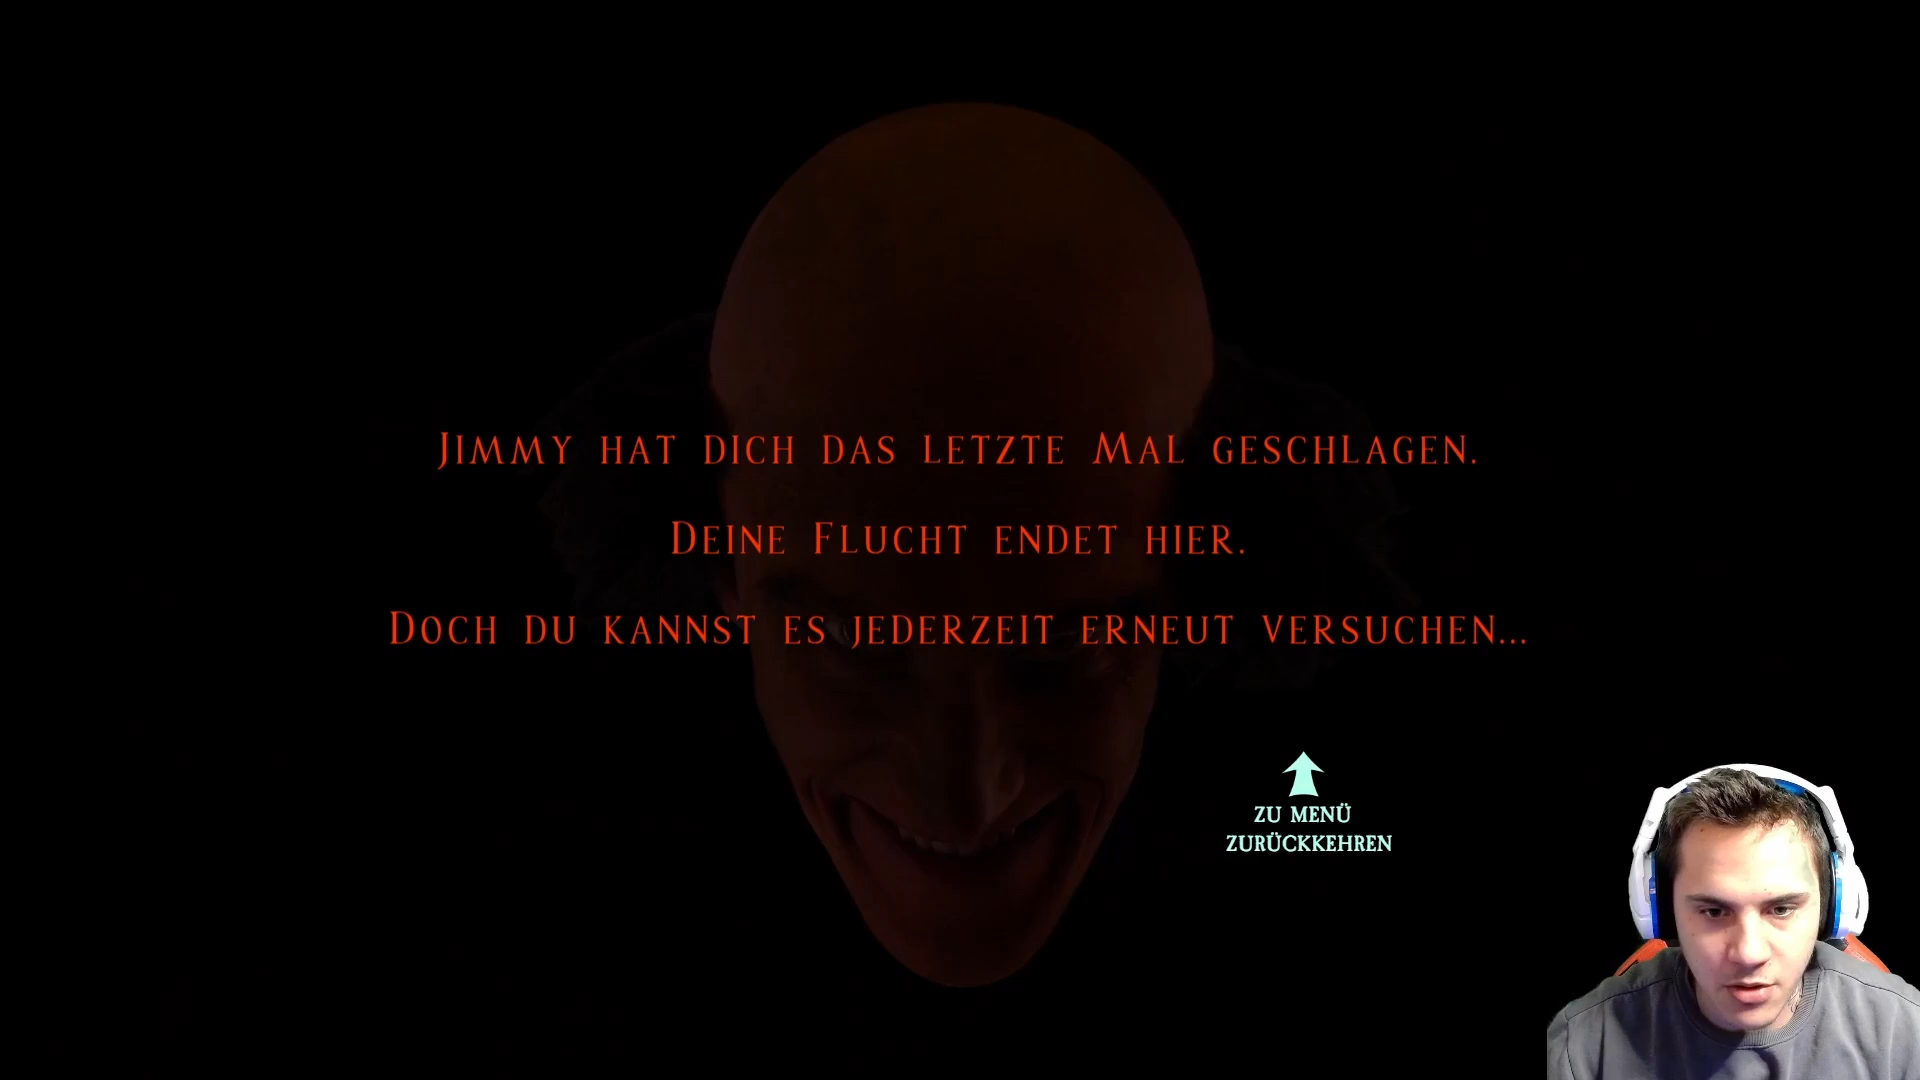 Jimmy hat dich das letzte Mal geschlagen.
Deine Flucht endet hier.
Doch du kannst es jederzeit erneut versuchen...
ZU MENÜ
ZURÜCKKEHREN